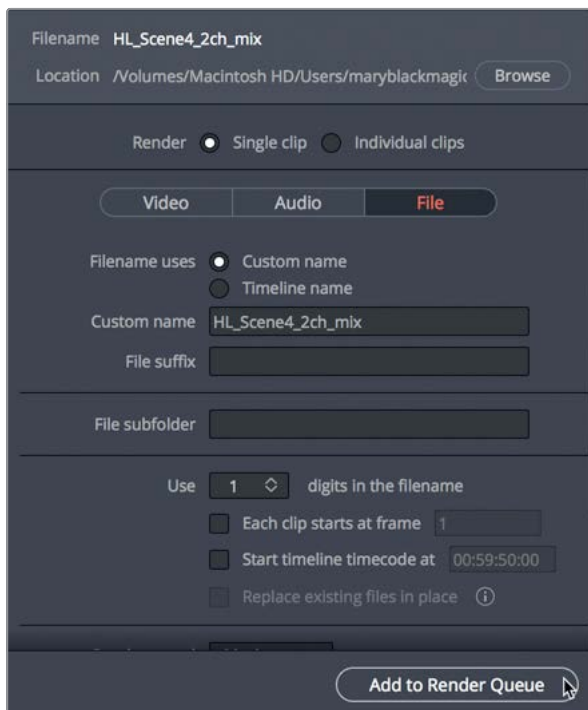 Filename HL_Scene4_2ch_mix
Location /Volumes/Macintosh HD/Users/maryblackmagic Browse
Render Single clip Individual clips
Video Audio File
Filename uses Custom name
Timeline name
Custom name HL_Scene4_2ch_mix
File suffix
File subfolder
Use 1 digits in the filename
Each clip starts at frame 1
Start timeline timecode at 00:59:50:00
Replace existing files in place
Add to Render Queue